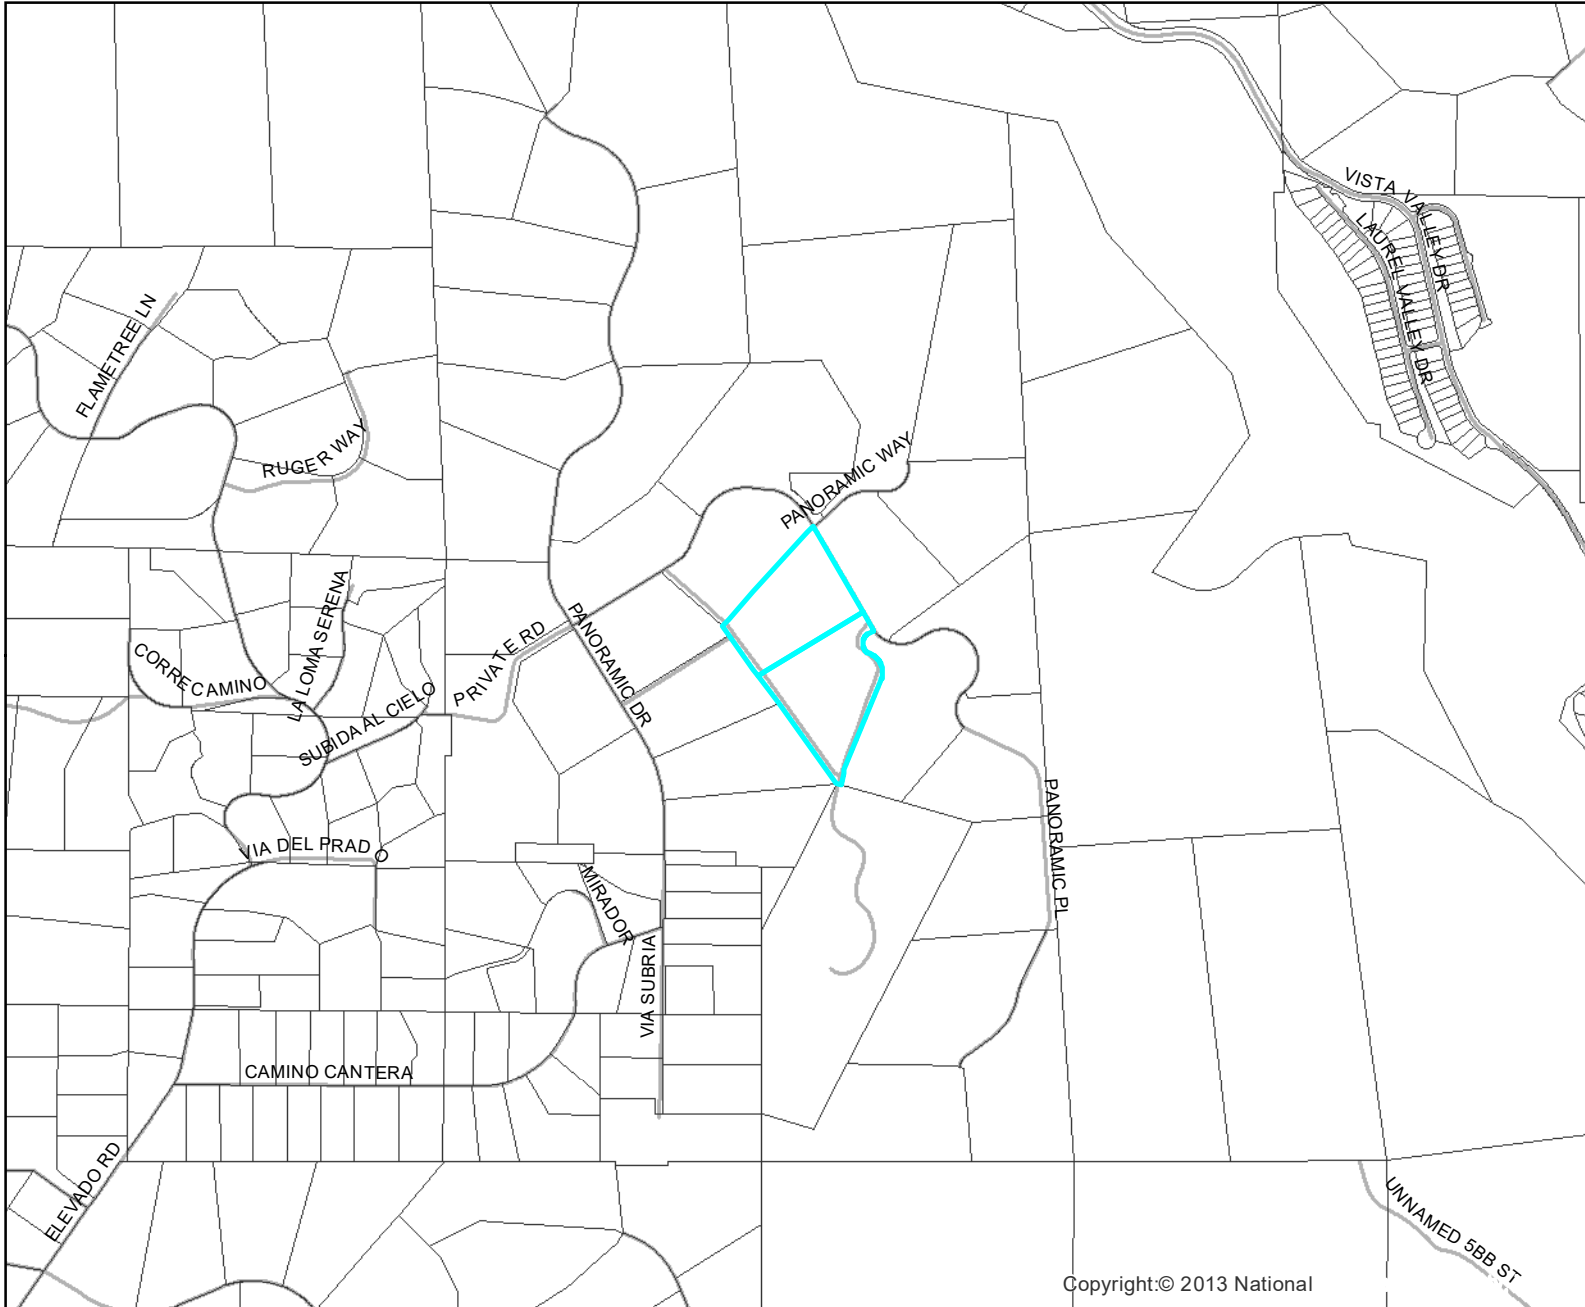 VISTA VALLEY DR
LAUREL VALLEY DR
FLAMETREE LN
RUGER WAY
PANORAMIC WAY
LA LOMA SERENA
PRIVATE RD
PANORAMIC DR
CORRECAMINO
SUBIDA AL CIELO
PANORAMIC PL
VIA DEL PRADO
MIRADOR
VIA SUBRIA
CAMINO CANTERA
ELEVADO RD
UNNAMED 5BB ST
Copyright:© 2013 National